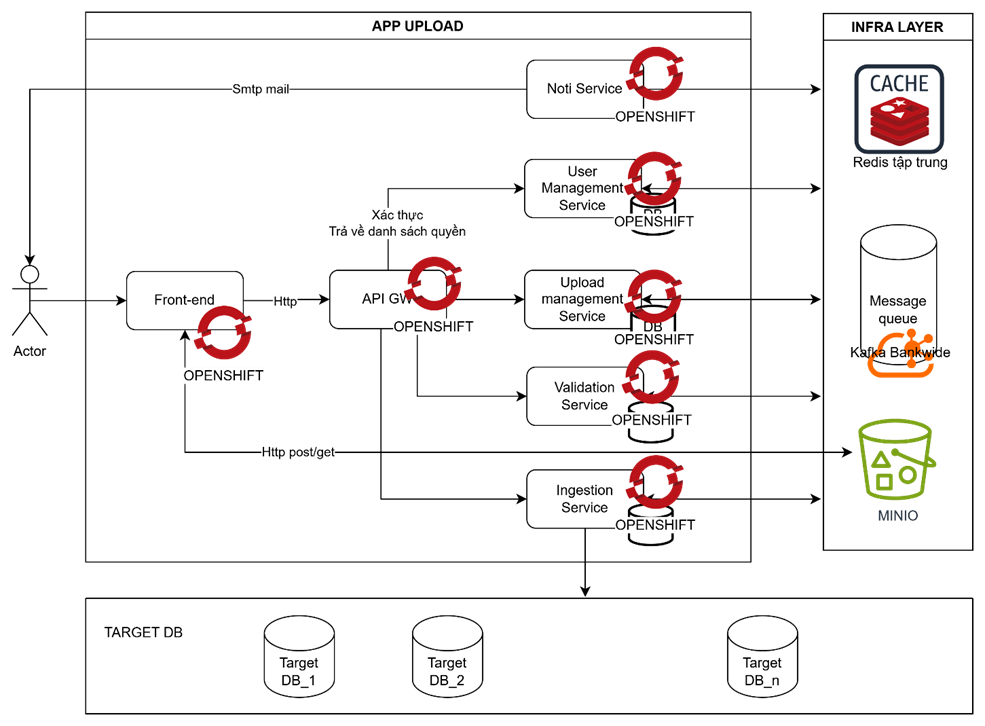 APP UPLOAD
INFRA LAYER
Smtp mail
Noti Service
OPENSHIFT
CACHE
Redis tập trung
User
Management
Service
DB
OPENSHIFT
Xác thực
Trả về danh sách quyền
Actor
Front-end
OPENSHIFT
Http
API GW
OPENSHIFT
Upload
management
Service
DB
OPENSHIFT
Message
queue
Kafka Bankwide
Validation
Service
OPENSHIFT
Http post/get
Ingestion
Service
OPENSHIFT
MINIO
TARGET DB
Target
DB_1
Target
DB_2
Target
DB_n